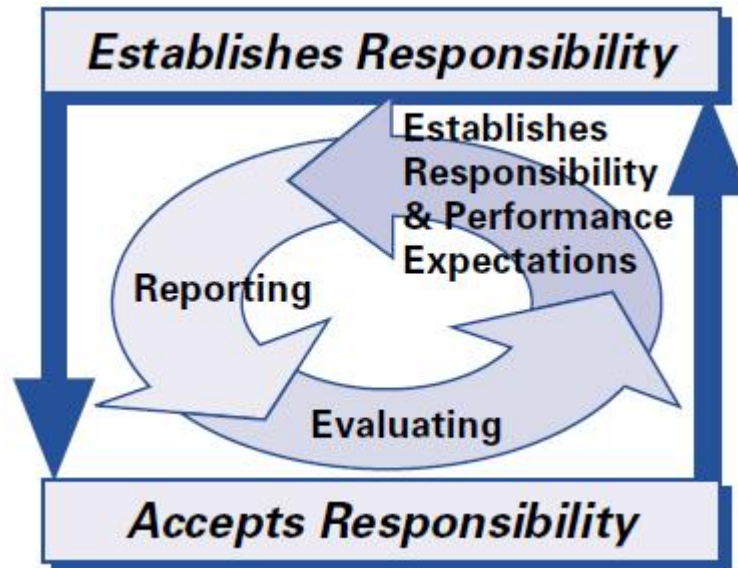 Establishes Responsibility
Establishes
Responsibility
& Performance
Expectations
Reporting
Evaluating
Accepts Responsibility